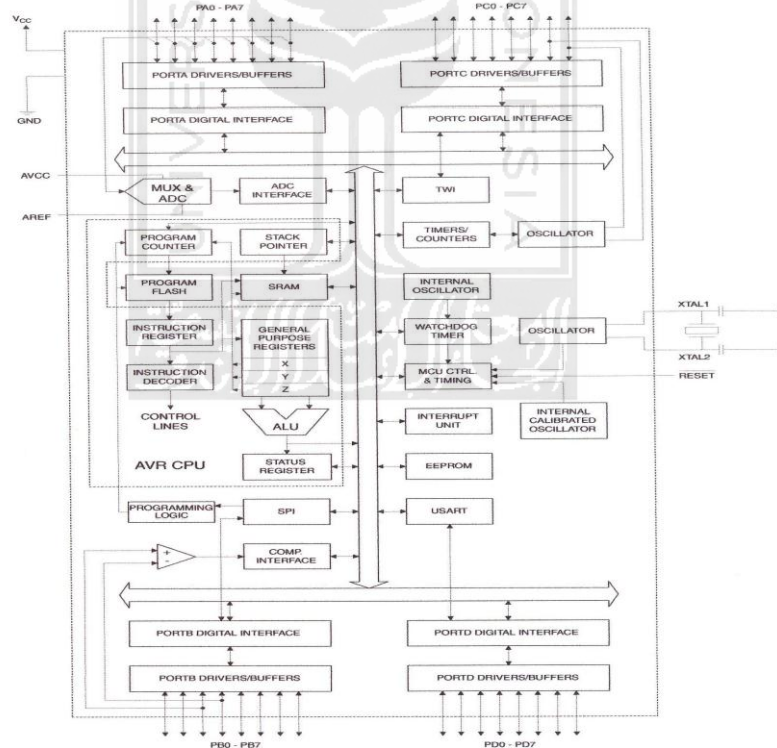 PA0 - PA7
PC0 - PC7
VCC
PORTA DRIVERS/BUFFERS
PORTC DRIVERS/BUFFERS
GND
PORTA DIGITAL INTERFACE
PORTC DIGITAL INTERFACE
AVCC
MUX &
ADC
ADC
INTERFACE
TWI
AREF
PROGRAM
COUNTER
STACK
POINTER
TIMERS/
COUNTERS
OSCILLATOR
PROGRAM
FLASH
SRAM
INTERNAL
OSCILLATOR
XTAL1
INSTRUCTION
REGISTER
GENERAL
PURPOSE
REGISTERS
WATCHDOG
TIMER
OSCILLATOR
XTAL2
INSTRUCTION
DECODER
X
Y
Z
MCU CTRL.
& TIMING
RESET
CONTROL
LINES
ALU
INTERRUPT
UNIT
INTERNAL
CALIBRATED
OSCILLATOR
AVR CPU
STATUS
REGISTER
EEPROM
PROGRAMMING
LOGIC
SPI
USART
+
-
COMP.
INTERFACE
PORTB DIGITAL INTERFACE
PORTD DIGITAL INTERFACE
PORTB DRIVERS/BUFFERS
PORTD DRIVERS/BUFFERS
PB0 - PB7
PD0 - PD7